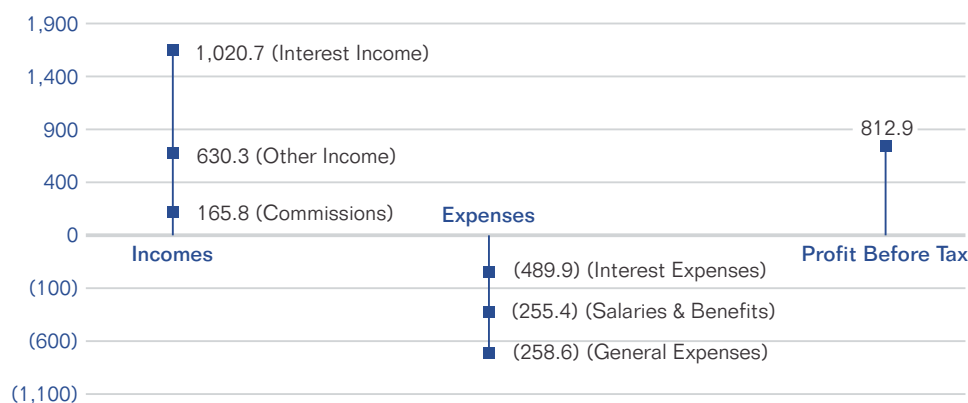 1,900
1,020.7 (Interest Income)
1,400
900
812.9
630.3 (Other Income)
400
165.8 (Commissions)
Expenses
0
Incomes
Profit Before Tax
(489.9) (Interest Expenses)
(100)
(255.4) (Salaries & Benefits)
(600)
(258.6) (General Expenses)
(1,100)